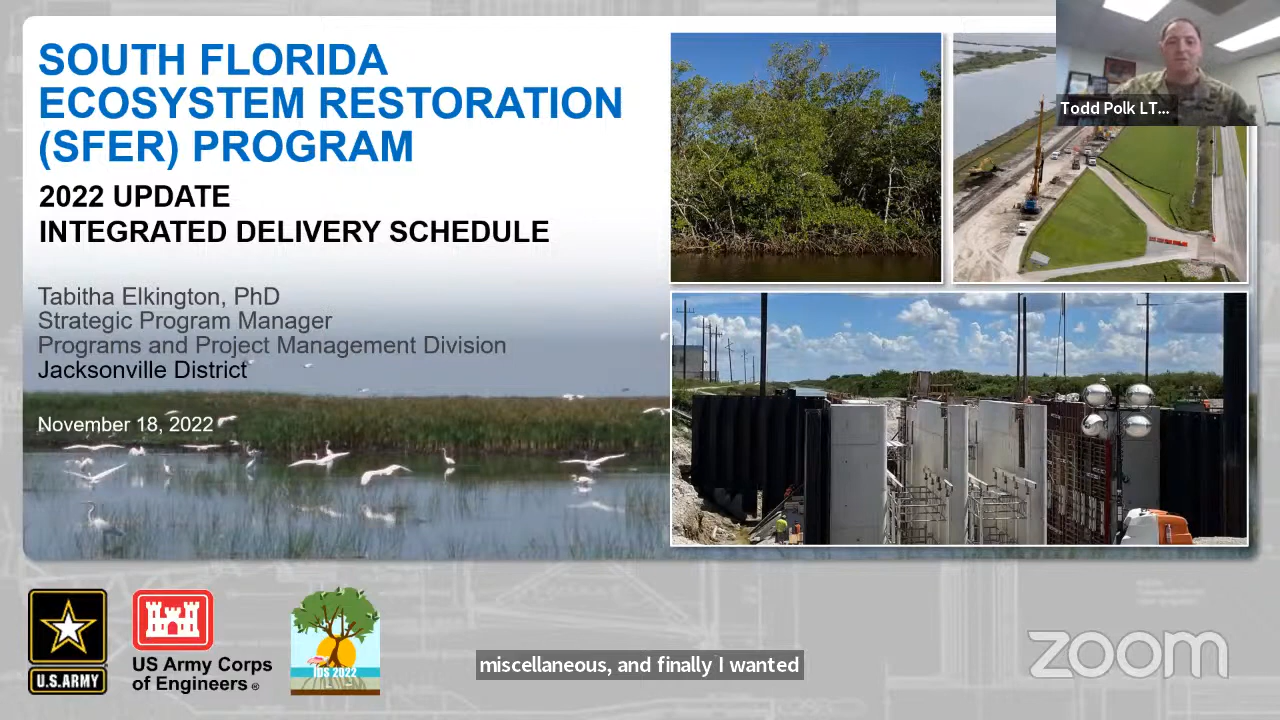 SOUTH FLORIDA
ECOSYSTEM RESTORATION
(SFER) PROGRAM
2022 UPDATE
INTEGRATED DELIVERY SCHEDULE
Tabitha Elkington, PhD
Strategic Program Manager
Programs and Project Management Division
Jacksonville District
November 18, 2022
Todd Polk LT...
U.S.ARMY
US Army Corps
of Engineers ®
IDS 2022
miscellaneous, and finally I wanted
zoom